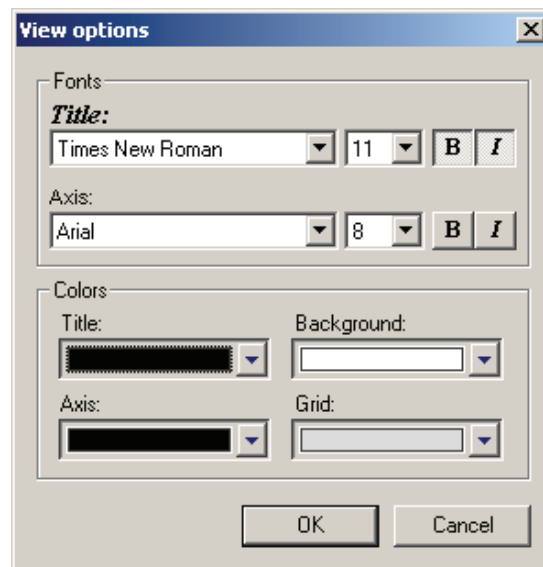 View options
Fonts
Title:
Times New Roman 11 B I
Axis:
Arial 8 B I
Colors
Title: Background:
Axis: Grid:
OK Cancel